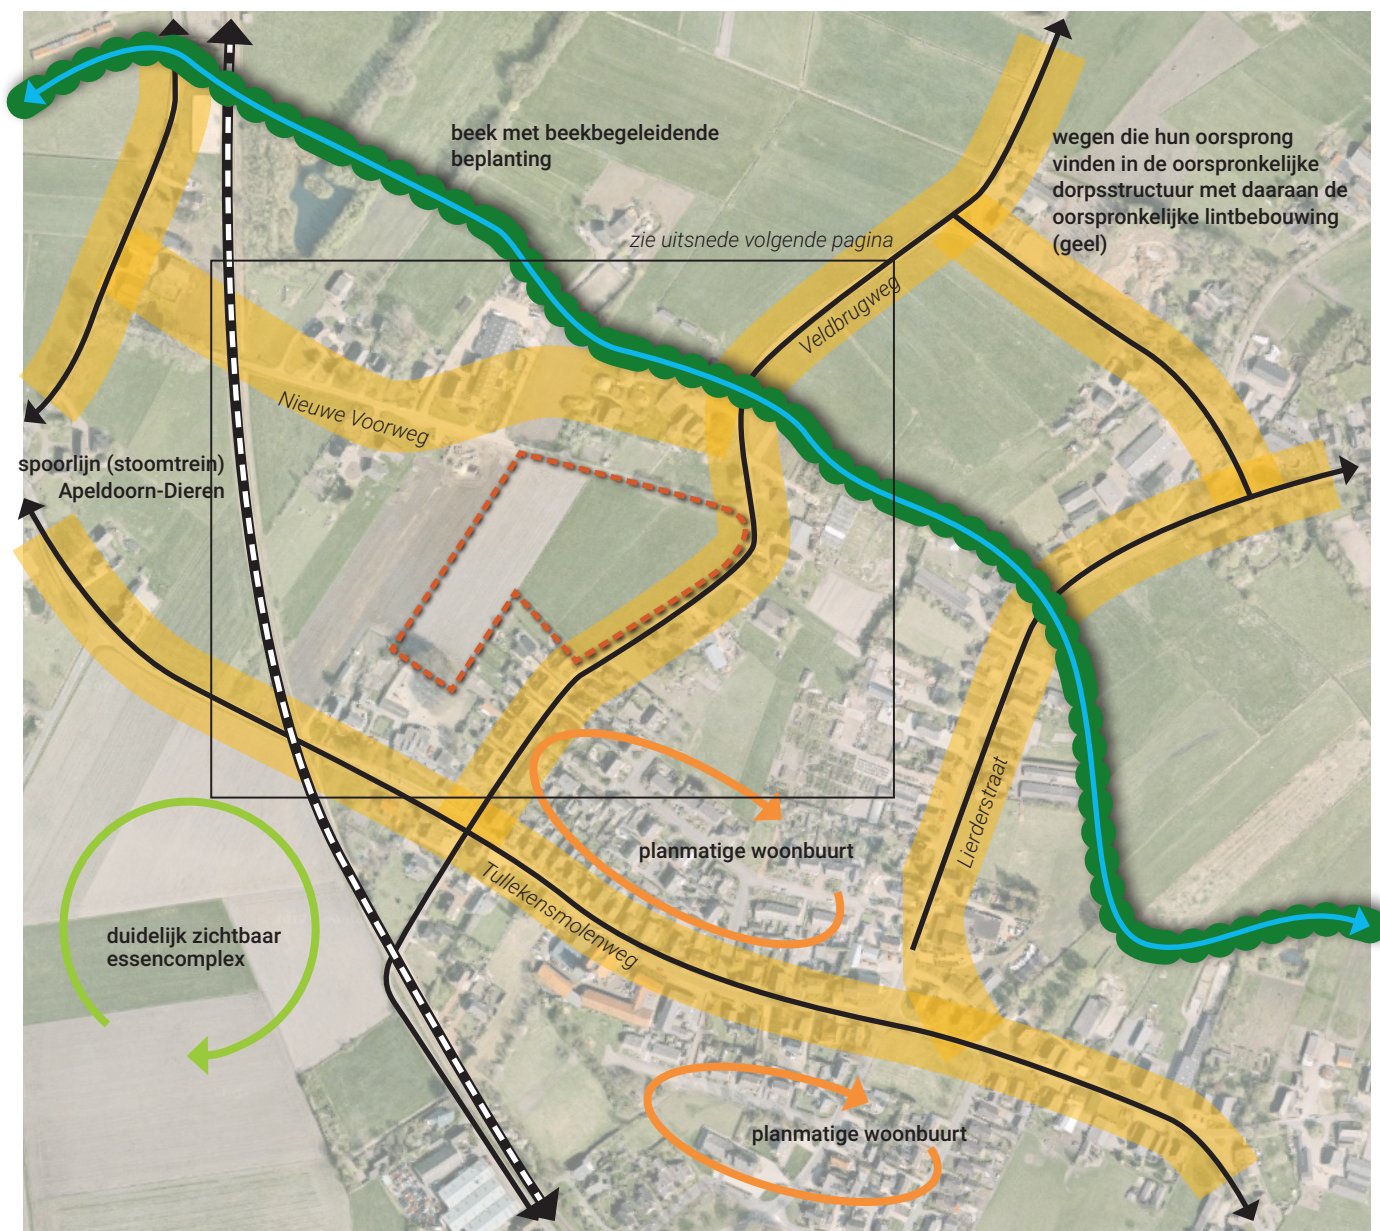 beek met beekbegeleidende
beplanting
wegen die hun oorsprong
vinden in de oorspronkelijke
dorpsstructuur met daaraan de
oorspronkelijke lintbebouwing
(geel)
zie uitsnede volgende pagina
Veldbrugweg
Nieuwe Voorweg
spoorlijn (stoomtrein)
Apeldoorn-Dieren
Lierderstraat
planmatige woonbuurt
Tullekensmolenweg
duidelijk zichtbaar
essencomplex
planmatige woonbuurt